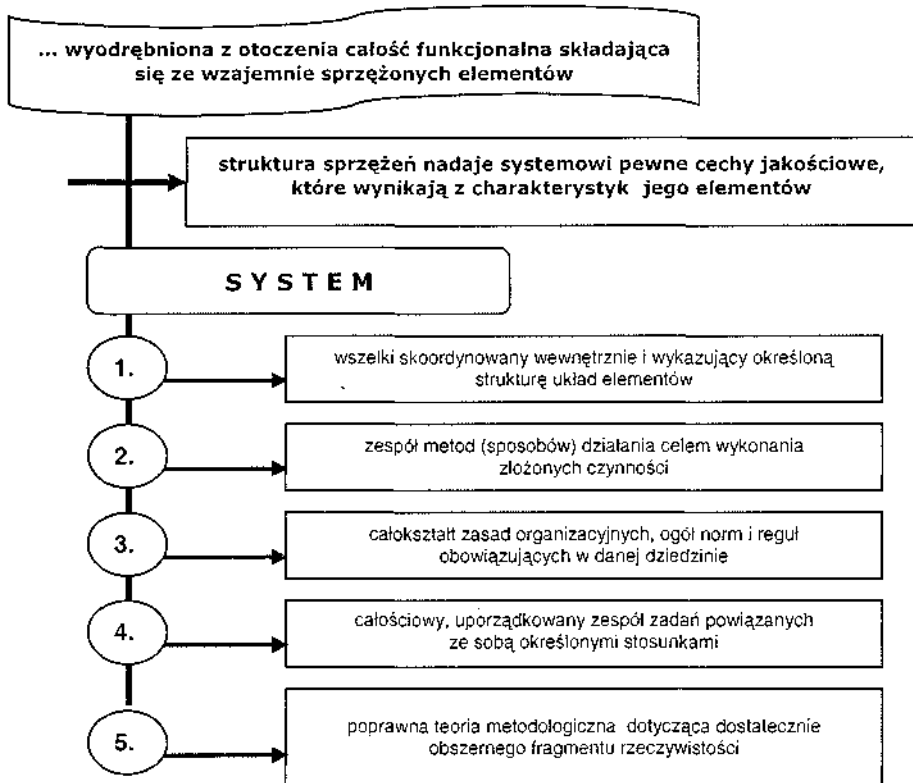 ... wyodrębniona z otoczenia całość funkcjonalna składająca
się ze wzajemnie sprzężonych elementów
struktura sprzężeń nadaje systemowi pewne cechy jakościowe,
które wynikają z charakterystyk jego elementów
S Y S T E M
1.
wszelki skoordynowany wewnętrznie i wykazujący określoną
strukturę układ elementów
2.
zespół metod (sposobów) działania celem wykonania
złożonych czynności
3.
całokształt zasad organizacyjnych, ogół norm i reguł
obowiązujących w danej dziedzinie
4.
całościowy, uporządkowany zespół zadań powiązanych
ze sobą określonymi stosunkami
5.
poprawna teoria metodologiczna dotycząca dostatecznie
obszernego fragmentu rzeczywistości